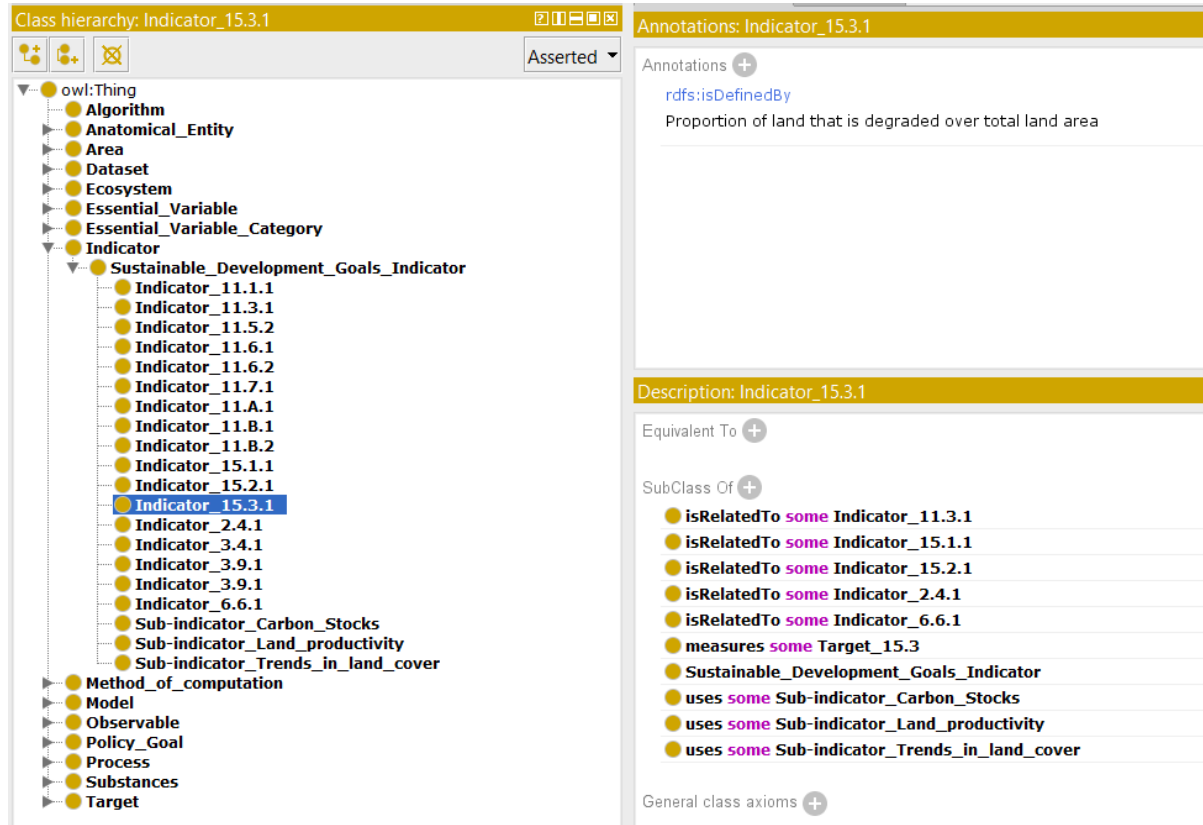 Class hierarchy: Indicator_15.3.1
Asserted
owl:Thing
Algorithm
Anatomical_Entity
Area
Dataset
Ecosystem
Essential_Variable
Essential_Variable_Category
Indicator
Sustainable_Development_Goals_Indicator
Indicator_11.1.1
Indicator_11.3.1
Indicator_11.5.2
Indicator_11.6.1
Indicator_11.6.2
Indicator_11.7.1
Indicator_11.A.1
Indicator_11.B.1
Indicator_11.B.2
Indicator_15.1.1
Indicator_15.2.1
Indicator_15.3.1
Indicator_2.4.1
Indicator_3.4.1
Indicator_3.9.1
Indicator_3.9.1
Indicator_6.6.1
Sub-indicator_Carbon_Stocks
Sub-indicator_Land_productivity
Sub-indicator_Trends_in_land_cover
Method_of_computation
Model
Observable
Policy_Goal
Process
Substances
Target
Annotations: Indicator_15.3.1
Annotations
rdfs:isDefinedBy
Proportion of land that is degraded over total land area
Description: Indicator_15.3.1
Equivalent To
SubClass Of
isRelatedTo some Indicator_11.3.1
isRelatedTo some Indicator_15.1.1
isRelatedTo some Indicator_15.2.1
isRelatedTo some Indicator_2.4.1
isRelatedTo some Indicator_6.6.1
measures some Target_15.3
Sustainable_Development_Goals_Indicator
uses some Sub-indicator_Carbon_Stocks
uses some Sub-indicator_Land_productivity
uses some Sub-indicator_Trends_in_land_cover
General class axioms